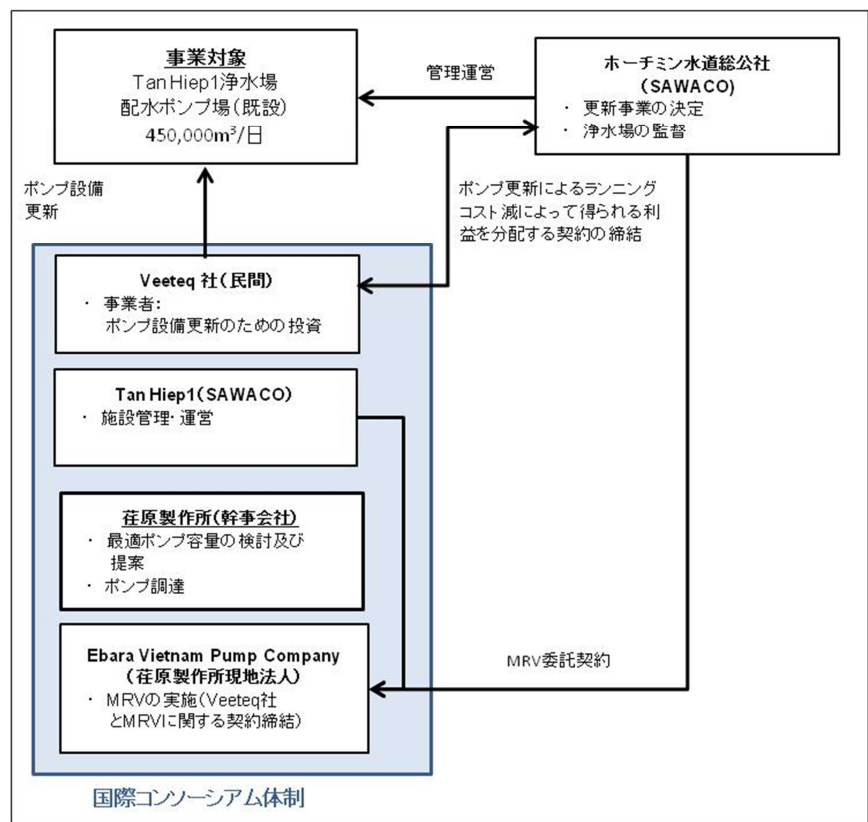 事業対象
Tan Hiep1浄水場
配水ポンプ場(既設)
450,000m³/日
管理運営
ホーチミン水道総公社
(SAWACO)
・ 更新事業の決定
・ 浄水場の監督
ポンプ設備
更新
ポンプ更新によるランニング
コスト減によって得られる利
益を分配する契約の締結
Veeteq 社(民間)
・ 事業者:
ポンプ設備更新のための投資
Tan Hiep1(SAWACO)
・ 施設管理・運営
荏原製作所(幹事会社)
・ 最適ポンプ容量の検討及び
提案
・ ポンプ調達
Ebara Vietnam Pump Company
(荏原製作所現地法人)
・ MRVの実施(Veeteq社
とMRVに関する契約締結)
MRV委託契約
国際コンソーシアム体制